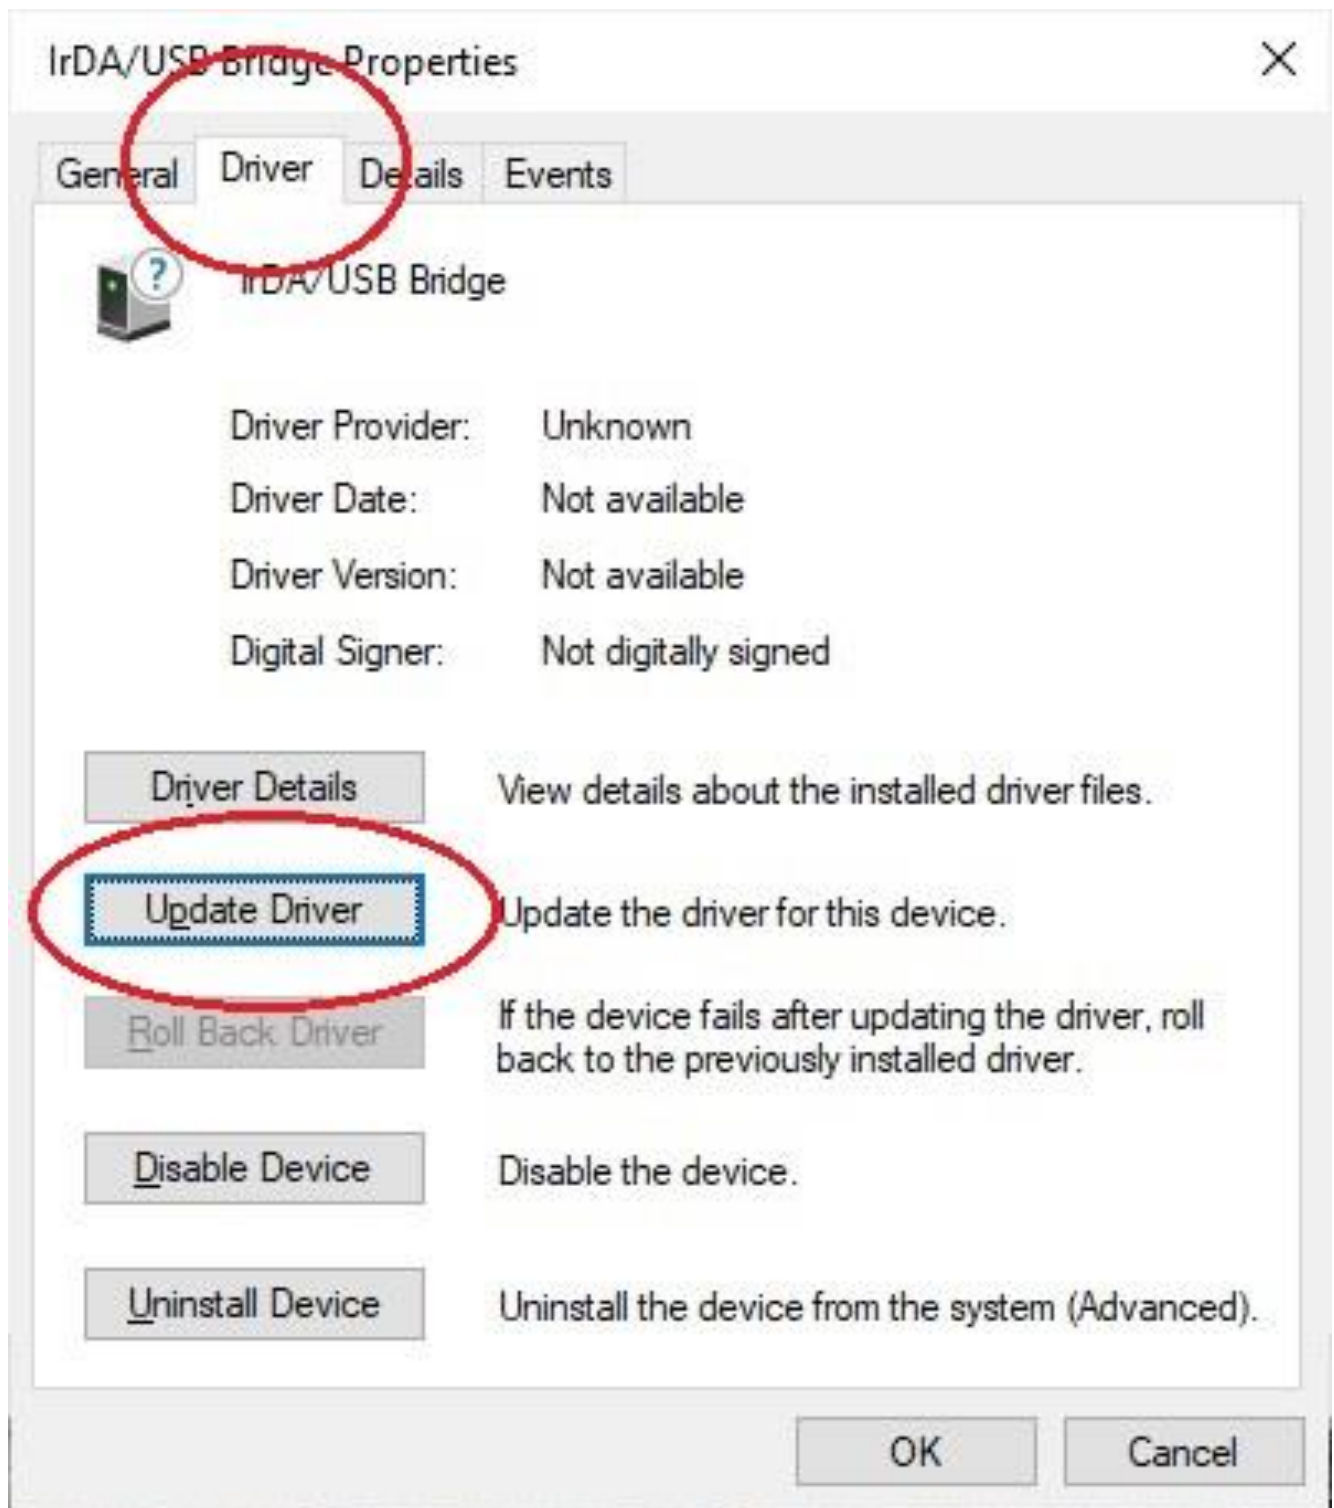 IrDA/USB Bridge Properties
General Driver Details Events
?
IrDA/USB Bridge
Driver Provider: Unknown
Driver Date: Not available
Driver Version: Not available
Digital Signer: Not digitally signed
Driver Details View details about the installed driver files.
Update Driver Update the driver for this device.
Roll Back Driver If the device fails after updating the driver, roll
back to the previously installed driver.
Disable Device Disable the device.
Uninstall Device Uninstall the device from the system (Advanced).
OK Cancel